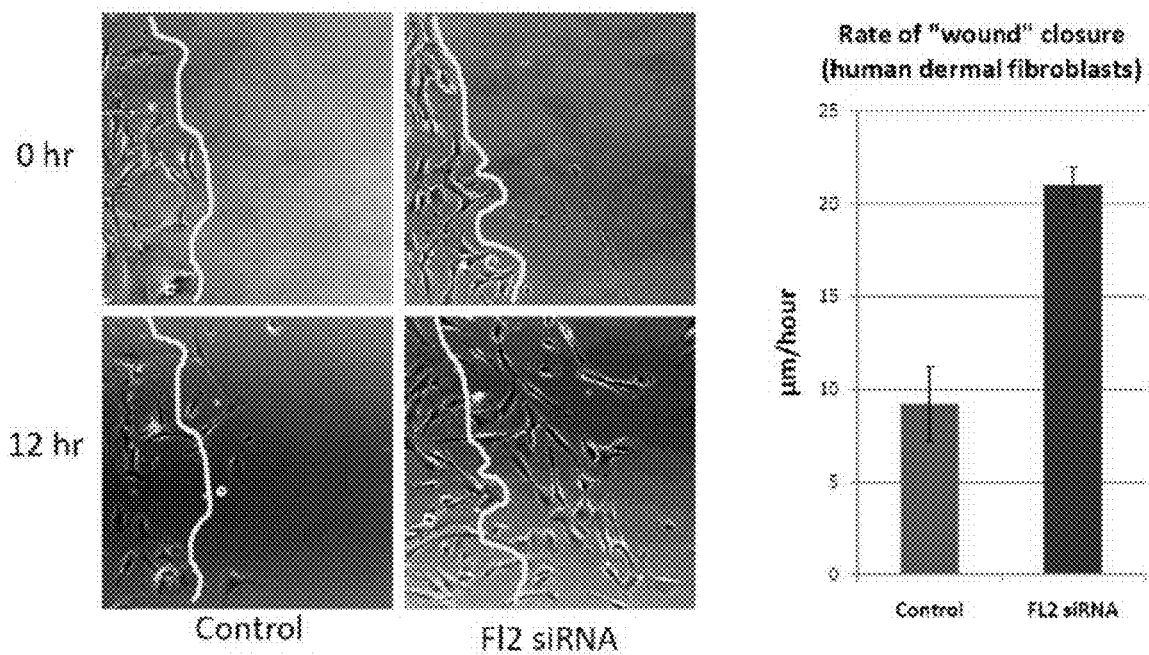 0 hr
12 hr
Control
Fl2 siRNA
Rate of "wound" closure
(human dermal fibroblasts)
µm/hour
25
20
15
10
5
0
Control
FL2 siRNA